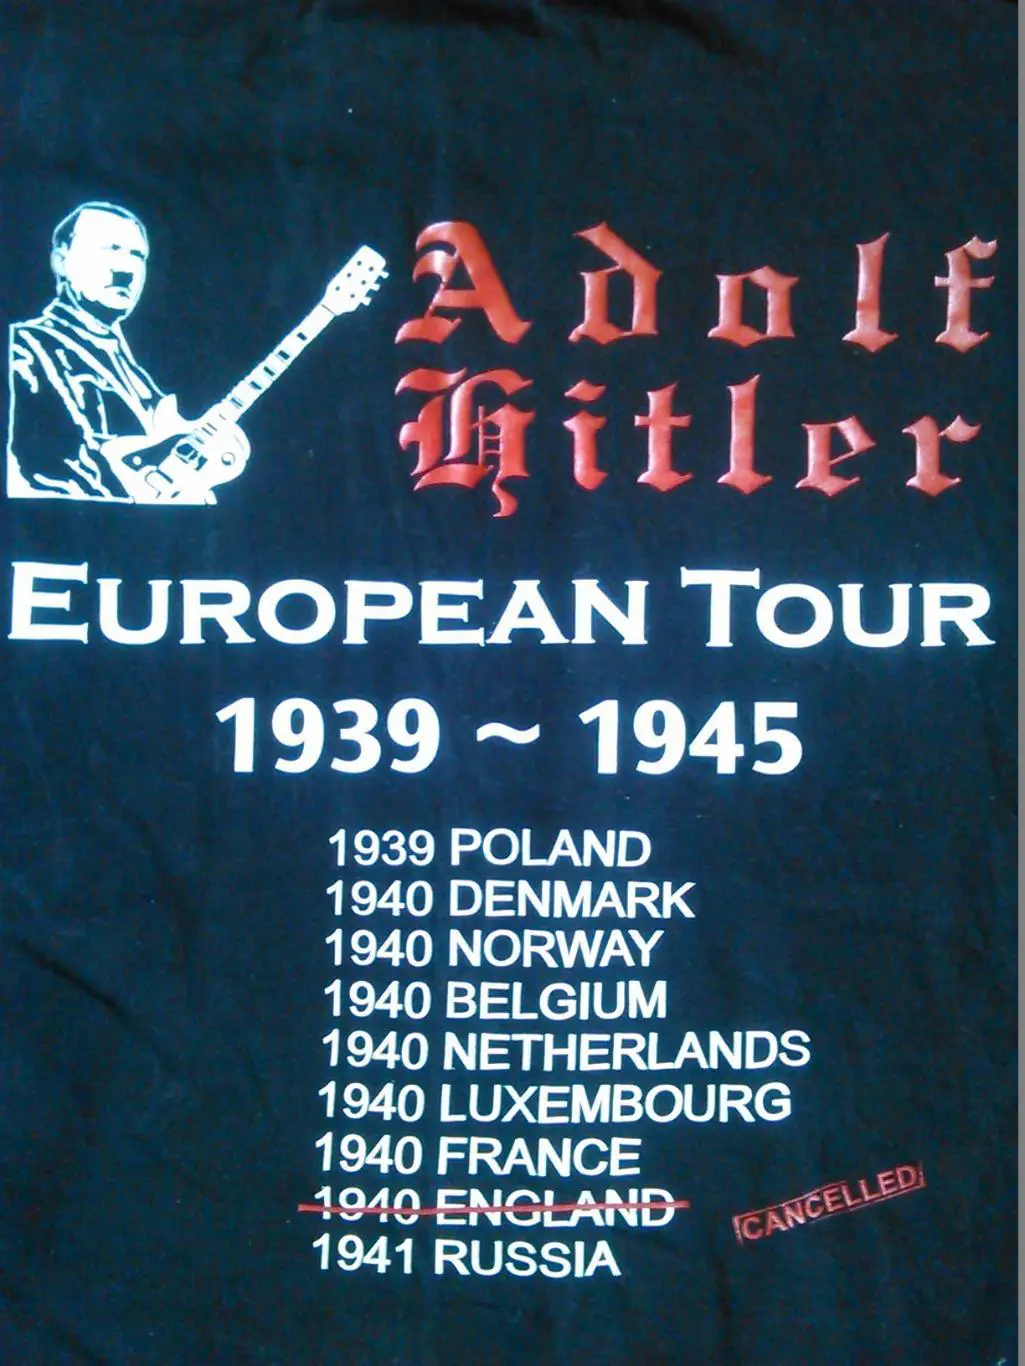 Adolf
Hitler
EUROPEAN TOUR
1939 ~ 1945
1939 POLAND
1940 DENMARK
1940 NORWAY
1940 BELGIUM
1940 NETHERLANDS
1940 LUXEMBOURG
1940 FRANCE
1940 ENGLAND CANCELLED
1941 RUSSIA